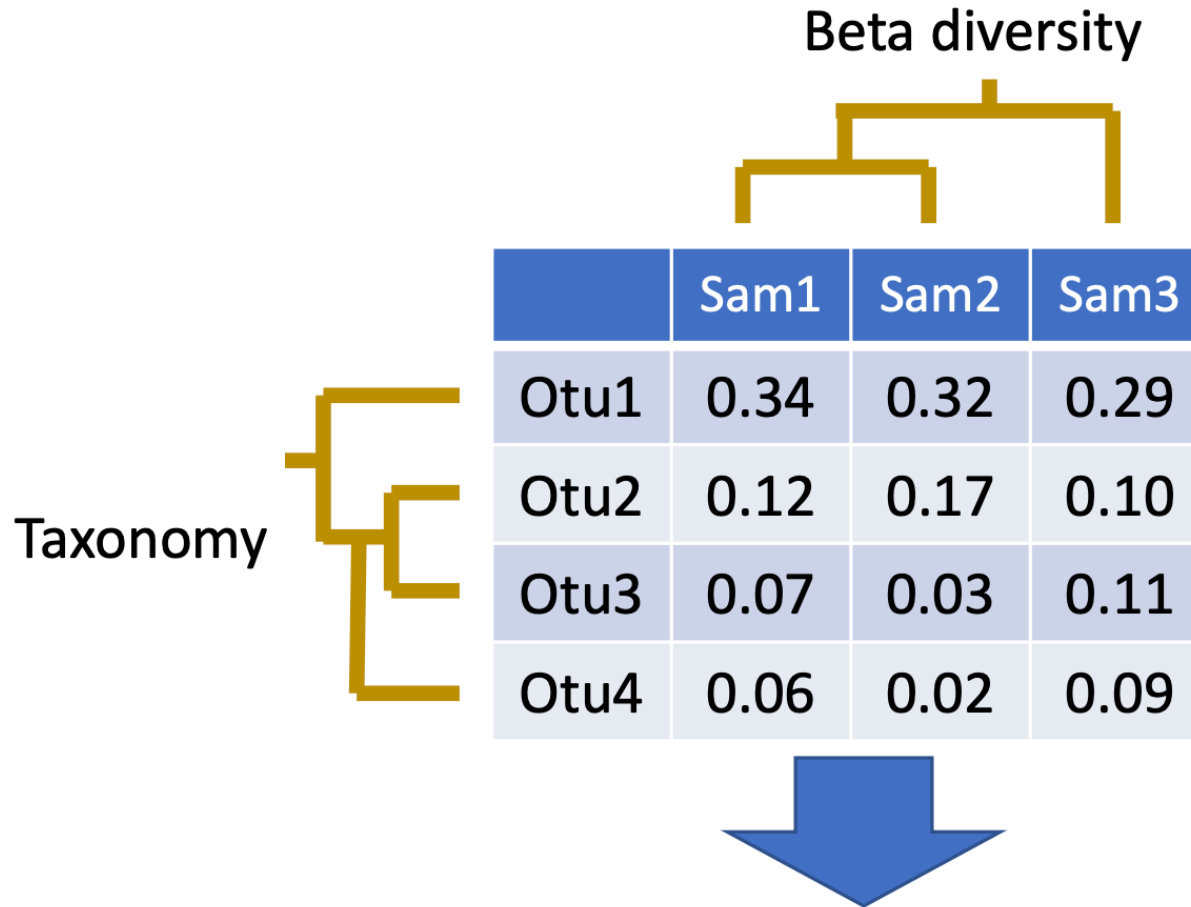 Beta diversity
Sam1 Sam2 Sam3
Otu1 0.34 0.32 0.29
Otu2 0.12 0.17 0.10
Taxonomy
Otu3 0.07 0.03 0.11
Otu4 0.06 0.02 0.09